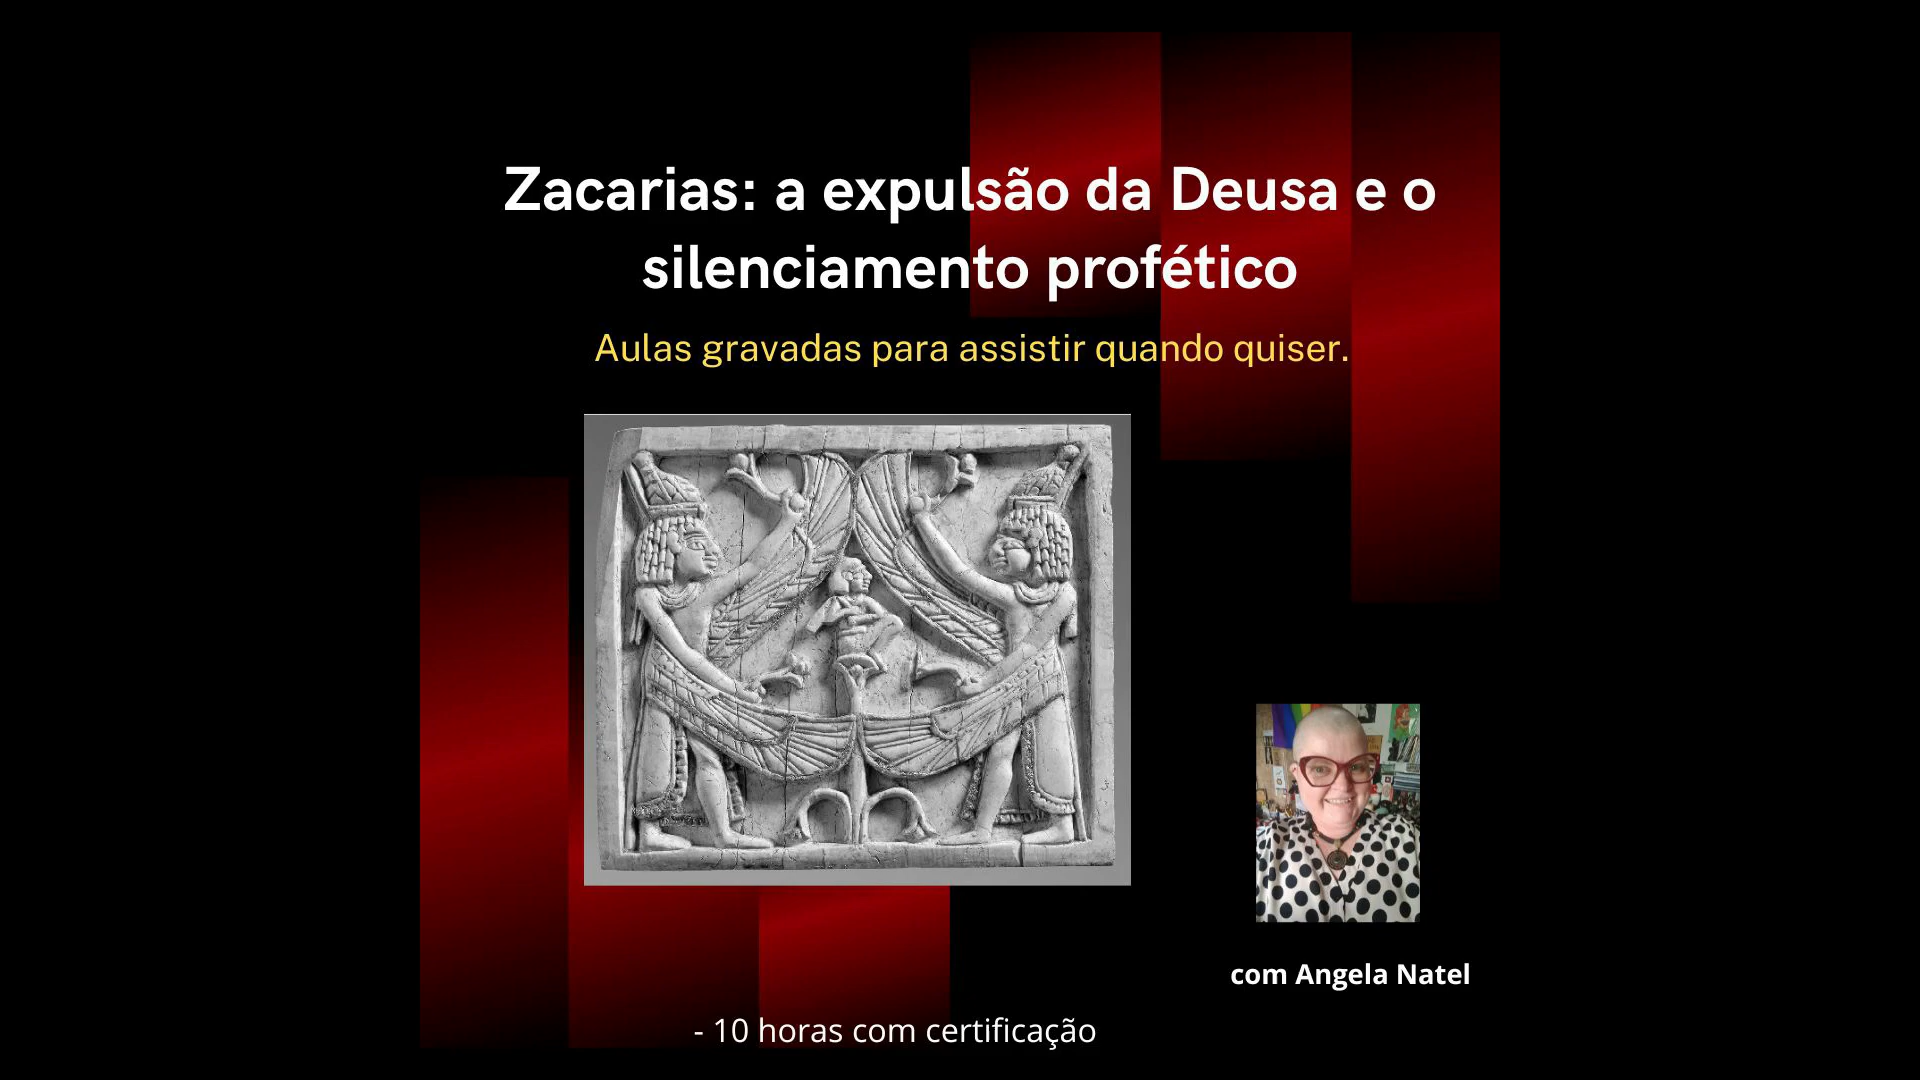 Zacarias: a expulsão da Deusa e o
silenciamento profético
Aulas gravadas para assistir quando quiser.
com Angela Natel
- 10 horas com certificação